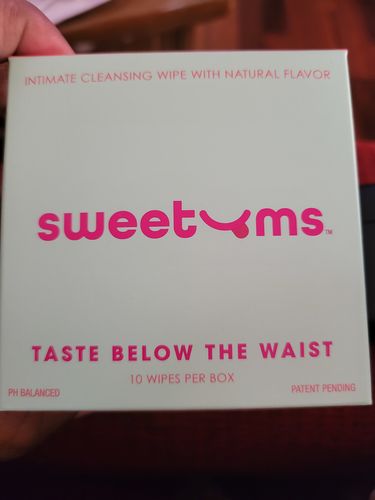 INTIMATE CLEANSING WIPE WITH NATURAL FLAVOR
sweetums™
TASTE BELOW THE WAIST
10 WIPES PER BOX
PH BALANCED
PATENT PENDING